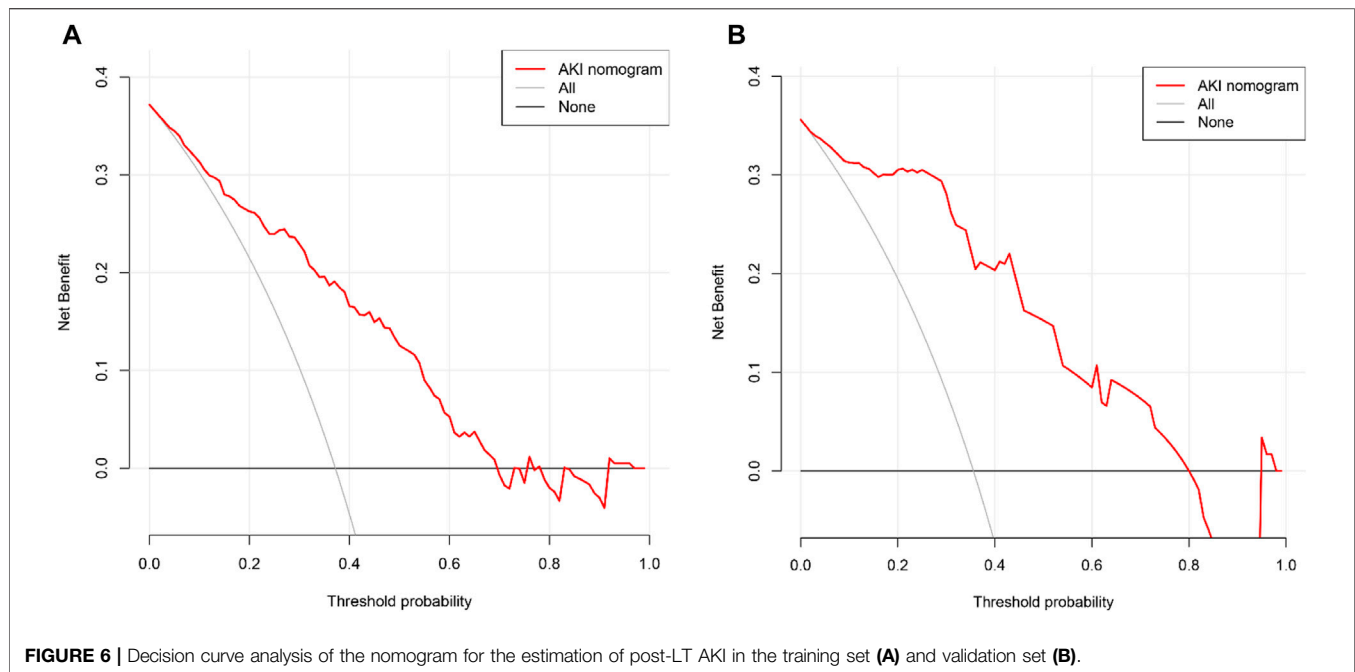 A
AKI nomogram
All
None
0.4
0.3
0.2
0.1
0.0
Net Benefit
0.0 0.2 0.4 0.6 0.8 1.0
Threshold probability
B
AKI nomogram
All
None
0.4
0.3
0.2
0.1
0.0
Net Benefit
0.0 0.2 0.4 0.6 0.8 1.0
Threshold probability
FIGURE 6 | Decision curve analysis of the nomogram for the estimation of post-LT AKI in the training set (A) and validation set (B).